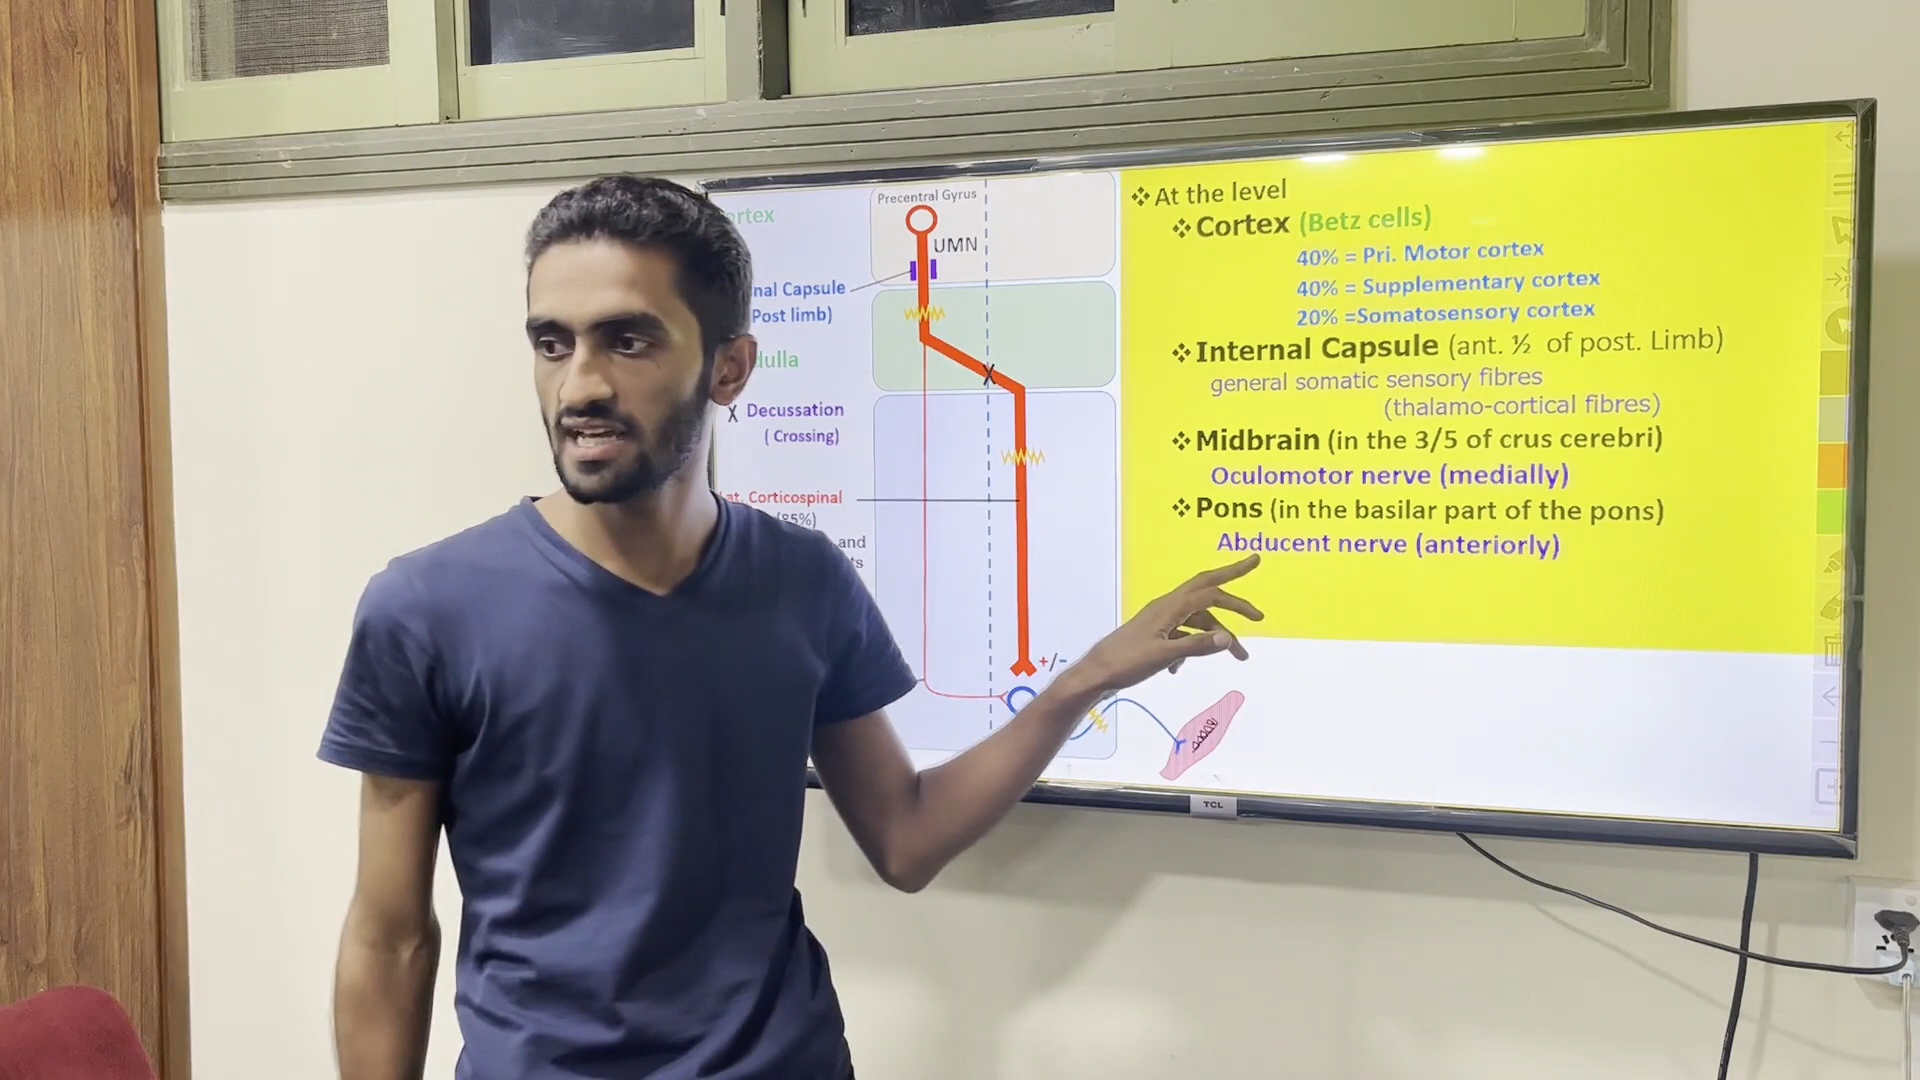 Precentral Gyrus
UMN
nal Capsule
Post limb)
X Decussation
( Crossing)
Lat. Corticospinal
(85%)
and
+/-
❖ At the level
❖ Cortex (Betz cells)
40% = Pri. Motor cortex
40% = Supplementary cortex
20% =Somatosensory cortex
❖ Internal Capsule (ant. ½ of post. Limb)
general somatic sensory fibres
(thalamo-cortical fibres)
❖ Midbrain (in the 3/5 of crus cerebri)
Oculomotor nerve (medially)
❖ Pons (in the basilar part of the pons)
Abducent nerve (anteriorly)
TCL